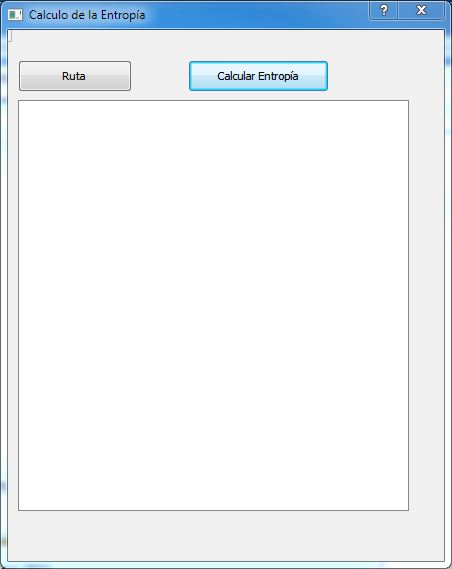 Calculo de la Entropía
Ruta
Calcular Entropía